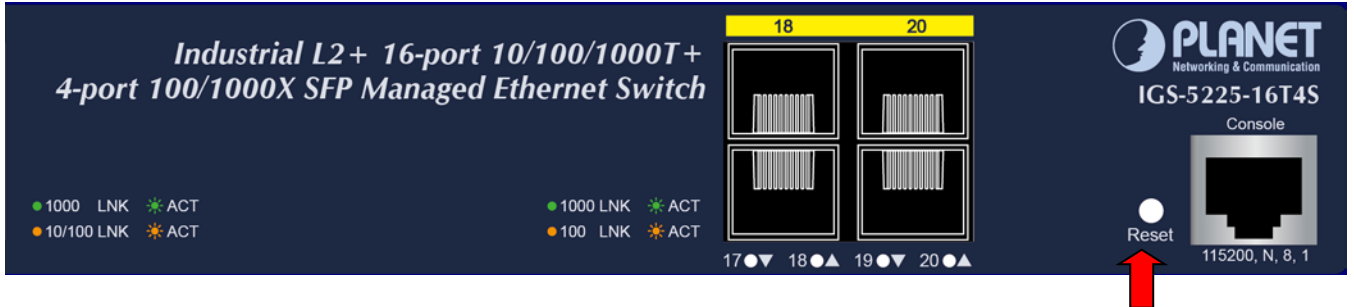 18 20
Industrial L2+ 16-port 10/100/1000T+
4-port 100/1000X SFP Managed Ethernet Switch
PLANET
Networking & Communication
IGS-5225-16T4S
Console
1000 LNK ACT
10/100 LNK ACT
1000 LNK ACT
100 LNK ACT
17 18 19 20
Reset
115200, N, 8, 1